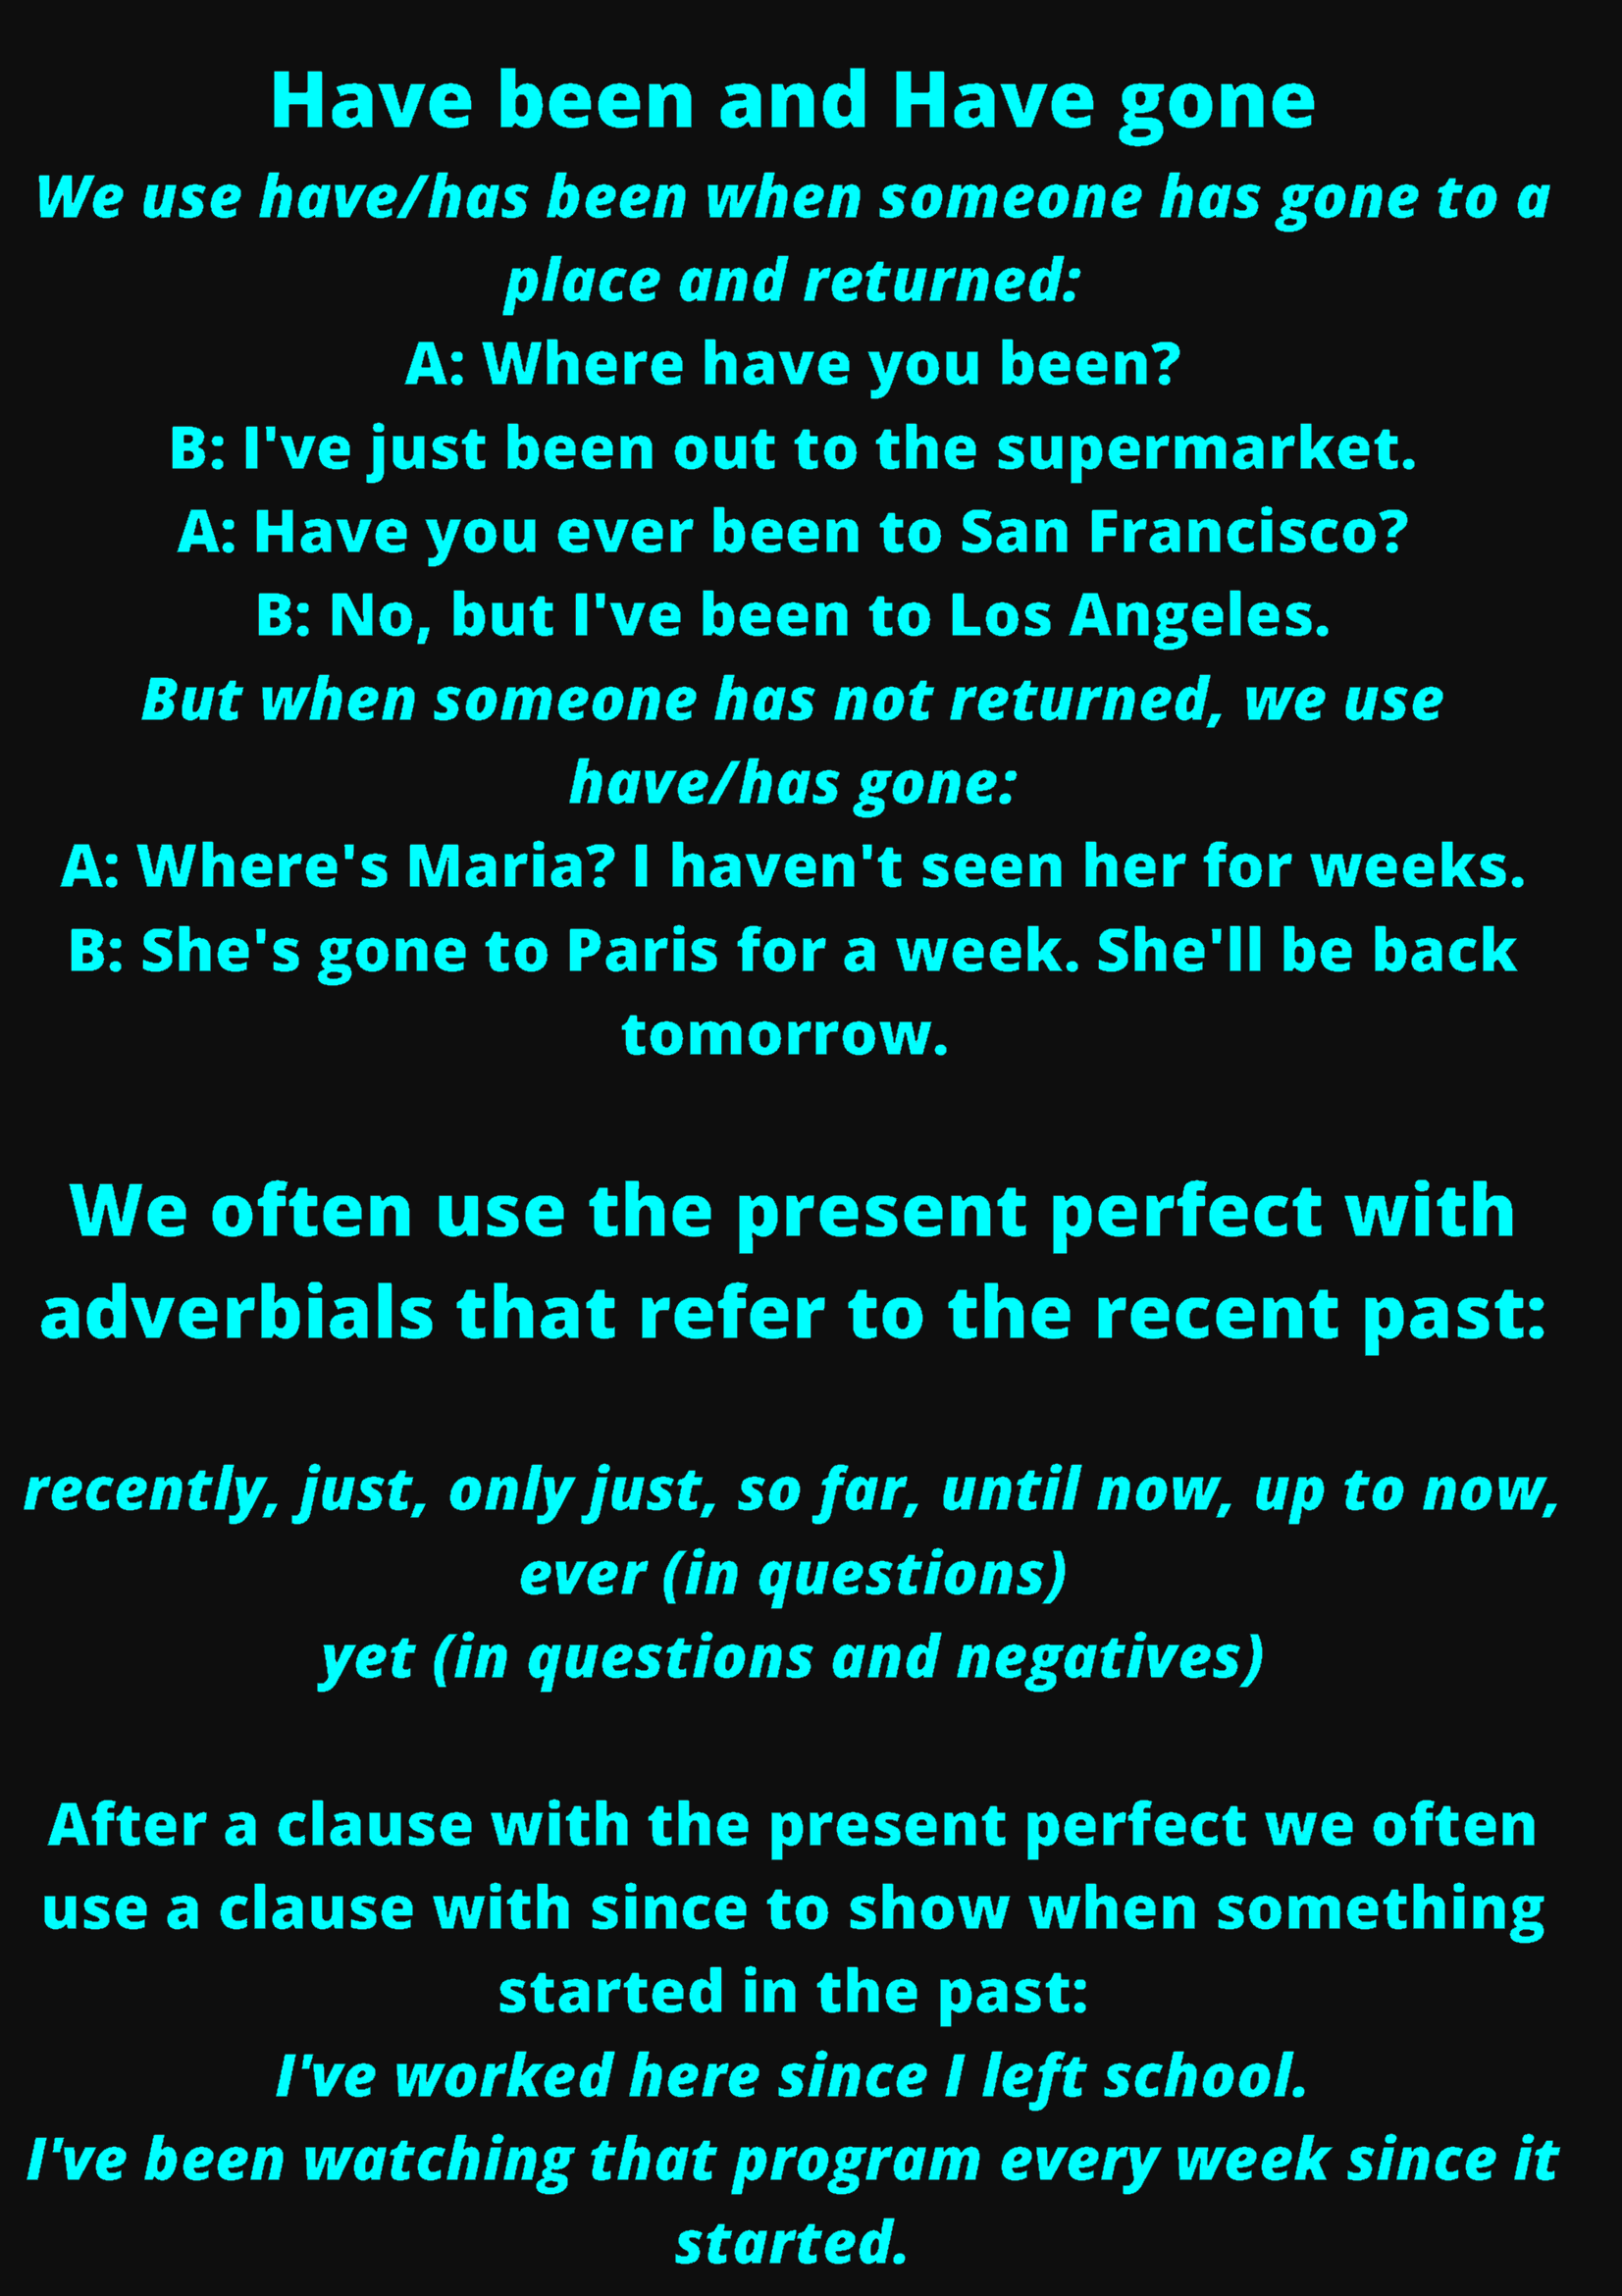 Have been and Have gone
We use have/has been when someone has gone to a
place and returned:
A: Where have you been?
B: I've just been out to the supermarket.
A: Have you ever been to San Francisco?
B: No, but I've been to Los Angeles.
But when someone has not returned, we use
have/has gone:
A: Where's Maria? I haven't seen her for weeks.
B: She's gone to Paris for a week. She'll be back
tomorrow.
We often use the present perfect with
adverbials that refer to the recent past:
recently, just, only just, so far, until now, up to now,
ever (in questions)
yet (in questions and negatives)
After a clause with the present perfect we often
use a clause with since to show when something
started in the past:
I've worked here since I left school.
I've been watching that program every week since it
started.